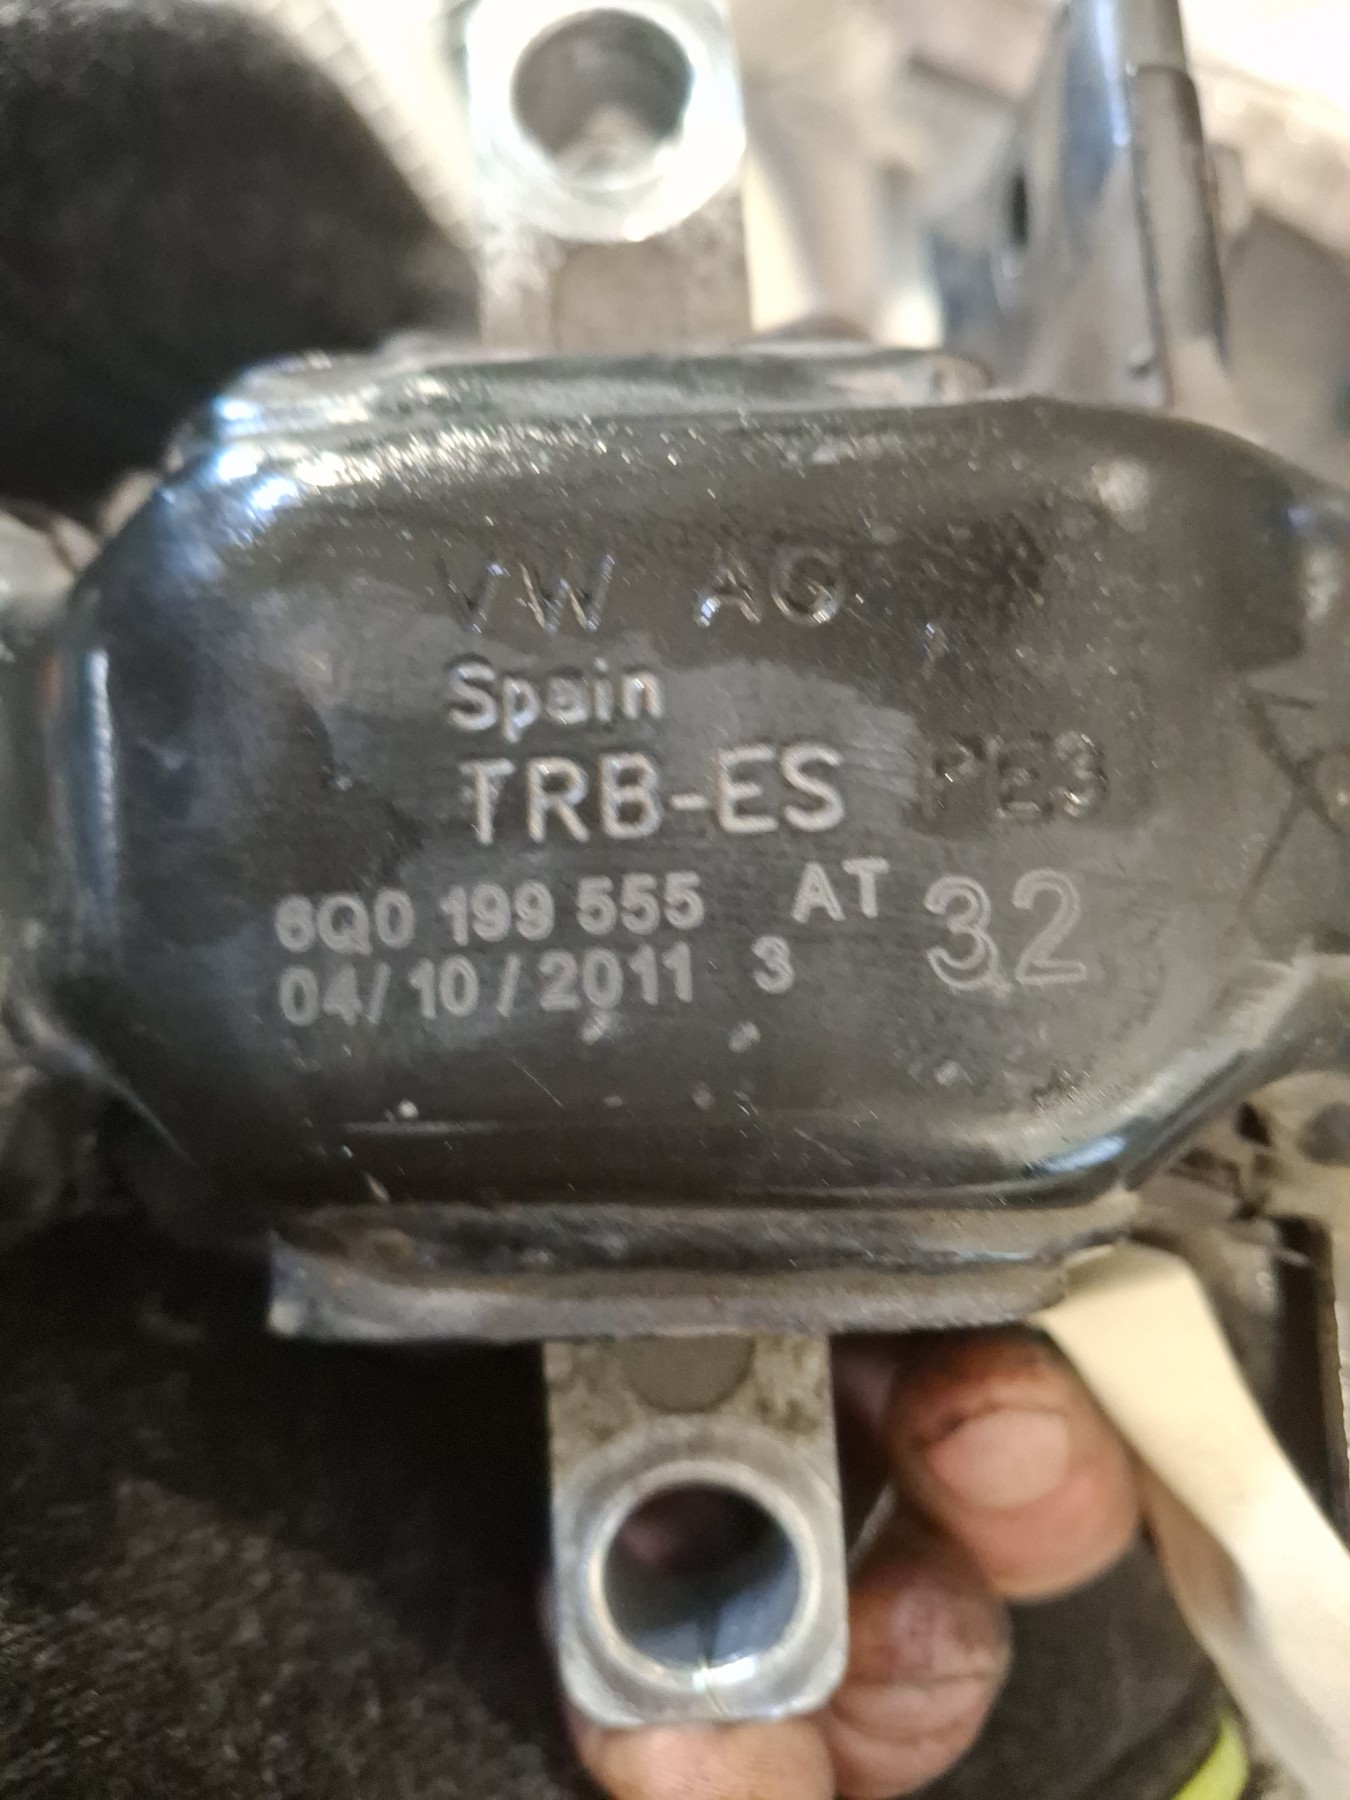 VW AG
Spain
TRB-ES PE3
6Q0 199 555 AT 32
04/10/2011 3